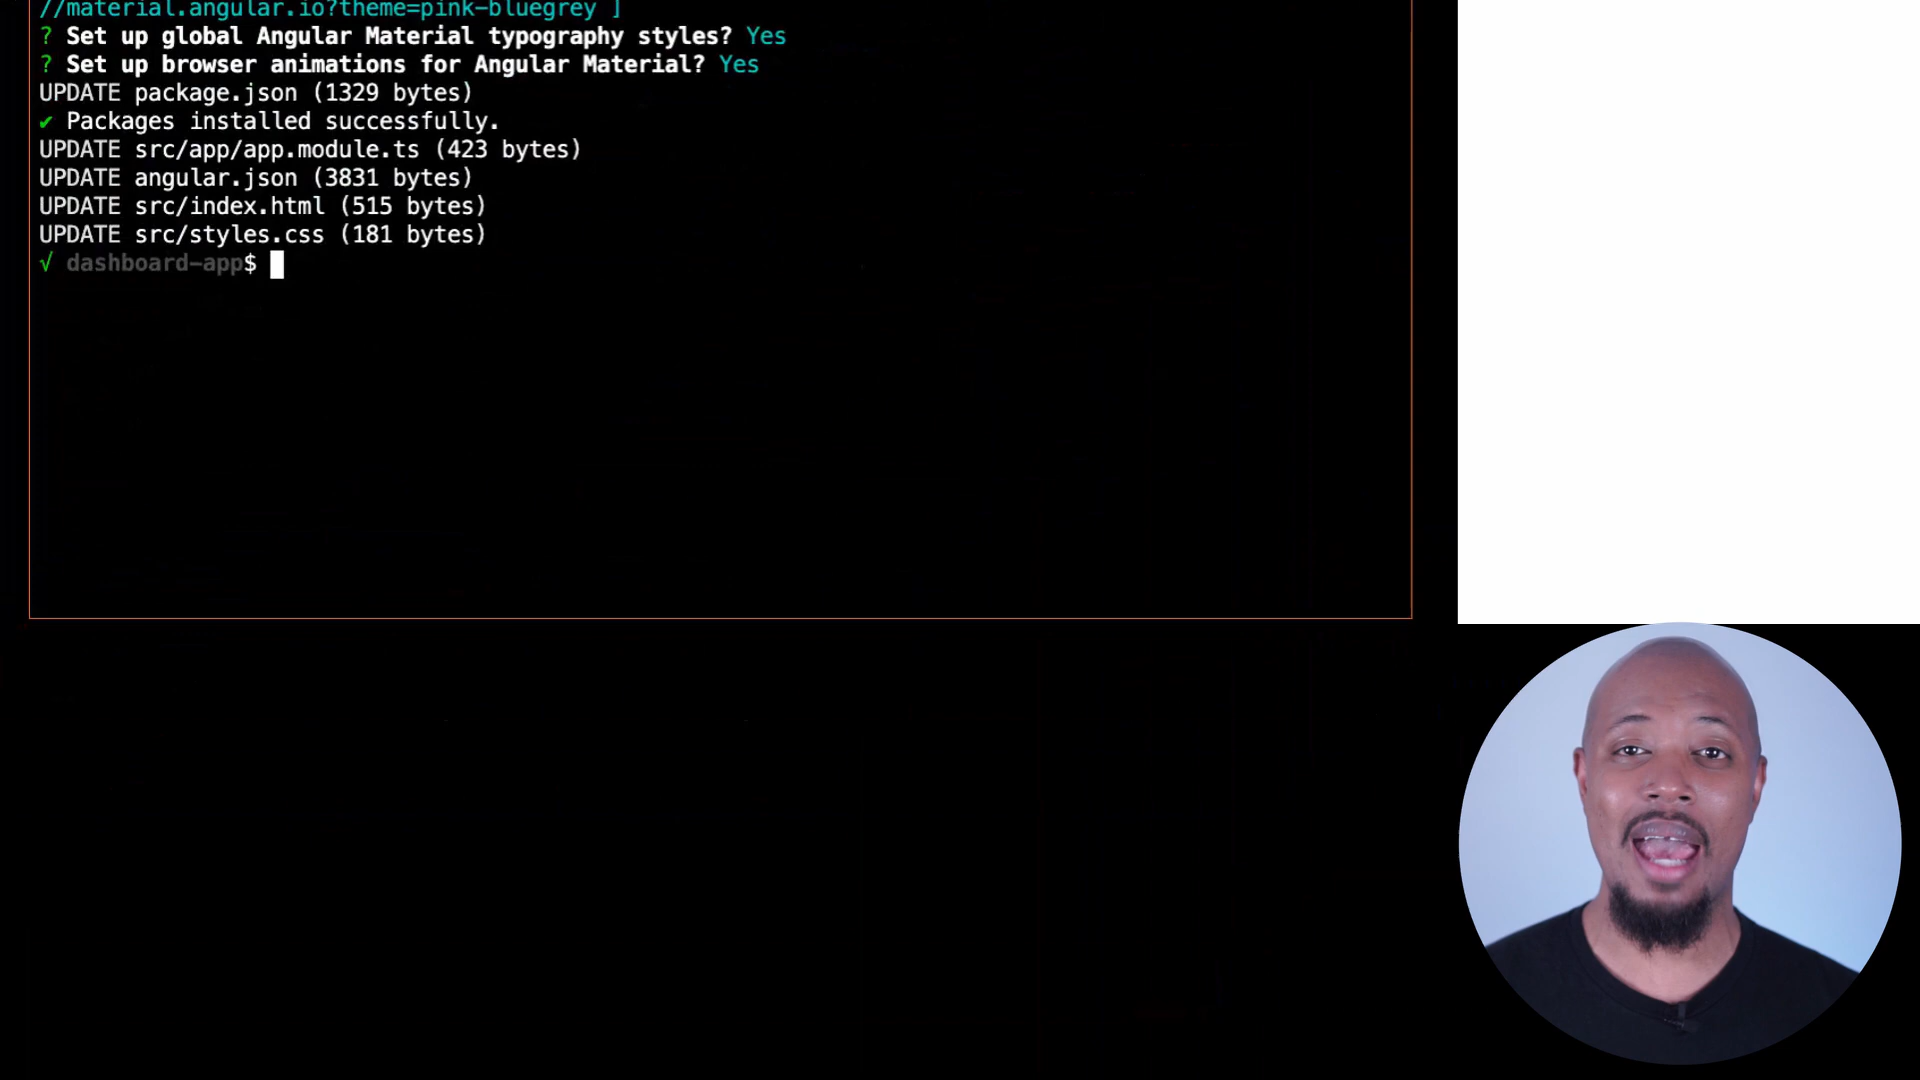 //material.angular.io?theme=pink-bluegrey ]
? Set up global Angular Material typography styles? Yes
? Set up browser animations for Angular Material? Yes
UPDATE package.json (1329 bytes)
✔ Packages installed successfully.
UPDATE src/app/app.module.ts (423 bytes)
UPDATE angular.json (3831 bytes)
UPDATE src/index.html (515 bytes)
UPDATE src/styles.css (181 bytes)
√ dashboard-app$